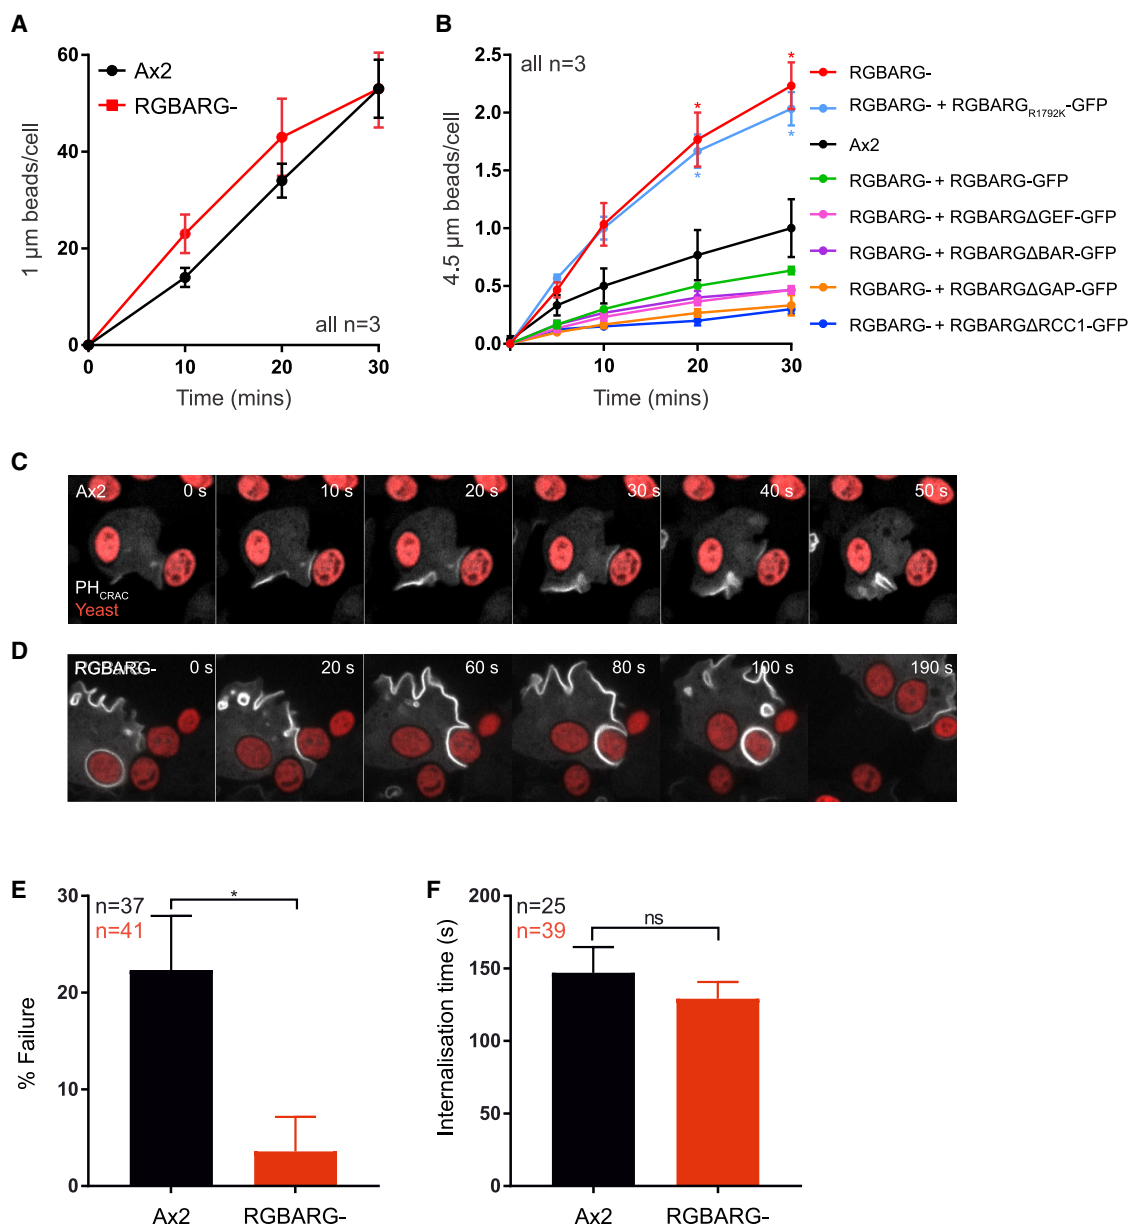 A
60
40
20
0
1 µm beads/cell
Ax2
RGBARG-
all n=3
0
10
20
30
Time (mins)
B
2.5
2.0
1.5
1.0
0.5
0.0
4.5 µm beads/cell
all n=3
*
*
*
*
10
20
30
Time (mins)
RGBARG-
RGBARG- + RGBARG R1792K-GFP
Ax2
RGBARG- + RGBARG-GFP
RGBARG- + RGBARGΔGEF-GFP
RGBARG- + RGBARGΔBAR-GFP
RGBARG- + RGBARGΔGAP-GFP
RGBARG- + RGBARGΔRCC1-GFP
C
Ax2
0 s
10 s
20 s
30 s
40 s
50 s
PH CRAC
Yeast
D
RGBARG-
0 s
20 s
60 s
80 s
100 s
190 s
E
30
20
10
0
% Failure
n=37
n=41
*
Ax2
RGBARG-
F
200
150
100
50
0
Internalisation time (s)
n=25
n=39
ns
Ax2
RGBARG-